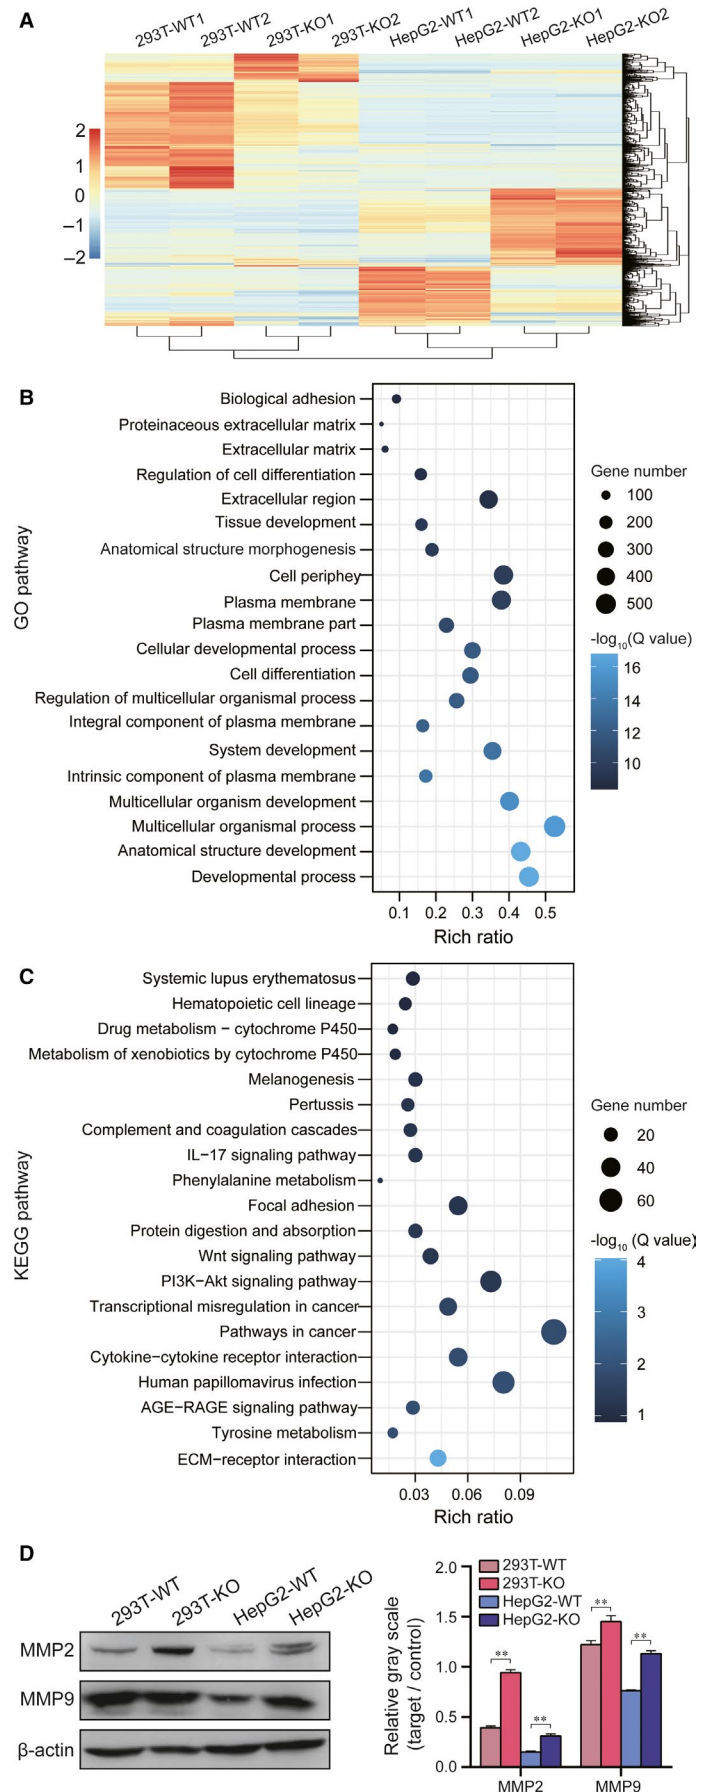 A
293T-WT1 293T-WT2 293T-KO1 293T-KO2 HepG2-WT1 HepG2-WT2 HepG2-KO1 HepG2-KO2
2
1
0
−1
−2
B
GO pathway
Biological adhesion
Proteinaceous extracellular matrix
Extracellular matrix
Regulation of cell differentiation
Extracellular region
Tissue development
Anatomical structure morphogenesis
Cell periphey
Plasma membrane
Plasma membrane part
Cellular developmental process
Cell differentiation
Regulation of multicellular organismal process
Integral component of plasma membrane
System development
Intrinsic component of plasma membrane
Multicellular organism development
Multicellular organismal process
Anatomical structure development
Developmental process
0.1 0.2 0.3 0.4 0.5
Rich ratio
Gene number
100
200
300
400
500
-log10(Q value)
16
14
12
10
C
KEGG pathway
Systemic lupus erythematosus
Hematopoietic cell lineage
Drug metabolism − cytochrome P450
Metabolism of xenobiotics by cytochrome P450
Melanogenesis
Pertussis
Complement and coagulation cascades
IL−17 signaling pathway
Phenylalanine metabolism
Focal adhesion
Protein digestion and absorption
Wnt signaling pathway
PI3K−Akt signaling pathway
Transcriptional misregulation in cancer
Pathways in cancer
Cytokine−cytokine receptor interaction
Human papillomavirus infection
AGE−RAGE signaling pathway
Tyrosine metabolism
ECM−receptor interaction
0.03 0.06 0.09
Rich ratio
Gene number
20
40
60
-log10 (Q value)
4
3
2
1
D
293T-WT 293T-KO HepG2-WT HepG2-KO
MMP2
MMP9
β-actin
Relative gray scale
(target / control)
2.0
1.5
1.0
0.5
0.0
293T-WT
293T-KO
HepG2-WT
HepG2-KO
** ** ** **
MMP2 MMP9